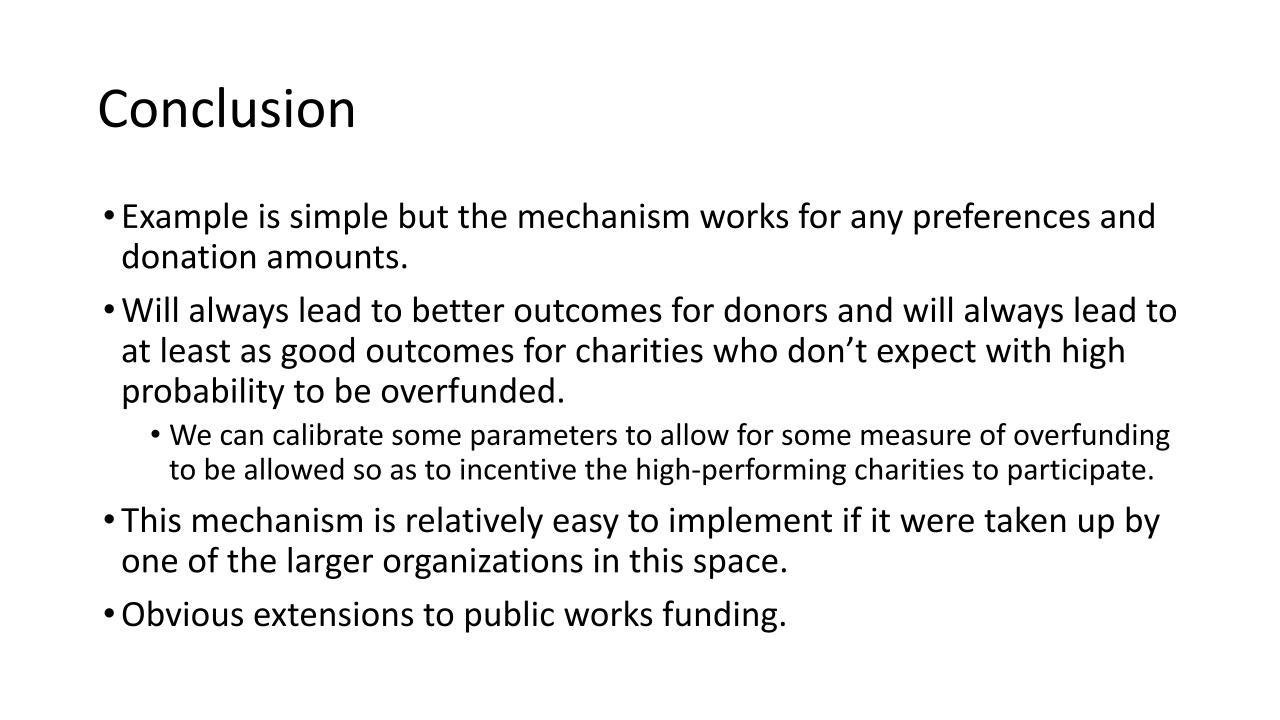 Conclusion
• Example is simple but the mechanism works for any preferences and
donation amounts.
• Will always lead to better outcomes for donors and will always lead to
at least as good outcomes for charities who don’t expect with high
probability to be overfunded.
• We can calibrate some parameters to allow for some measure of overfunding
to be allowed so as to incentive the high-performing charities to participate.
• This mechanism is relatively easy to implement if it were taken up by
one of the larger organizations in this space.
• Obvious extensions to public works funding.